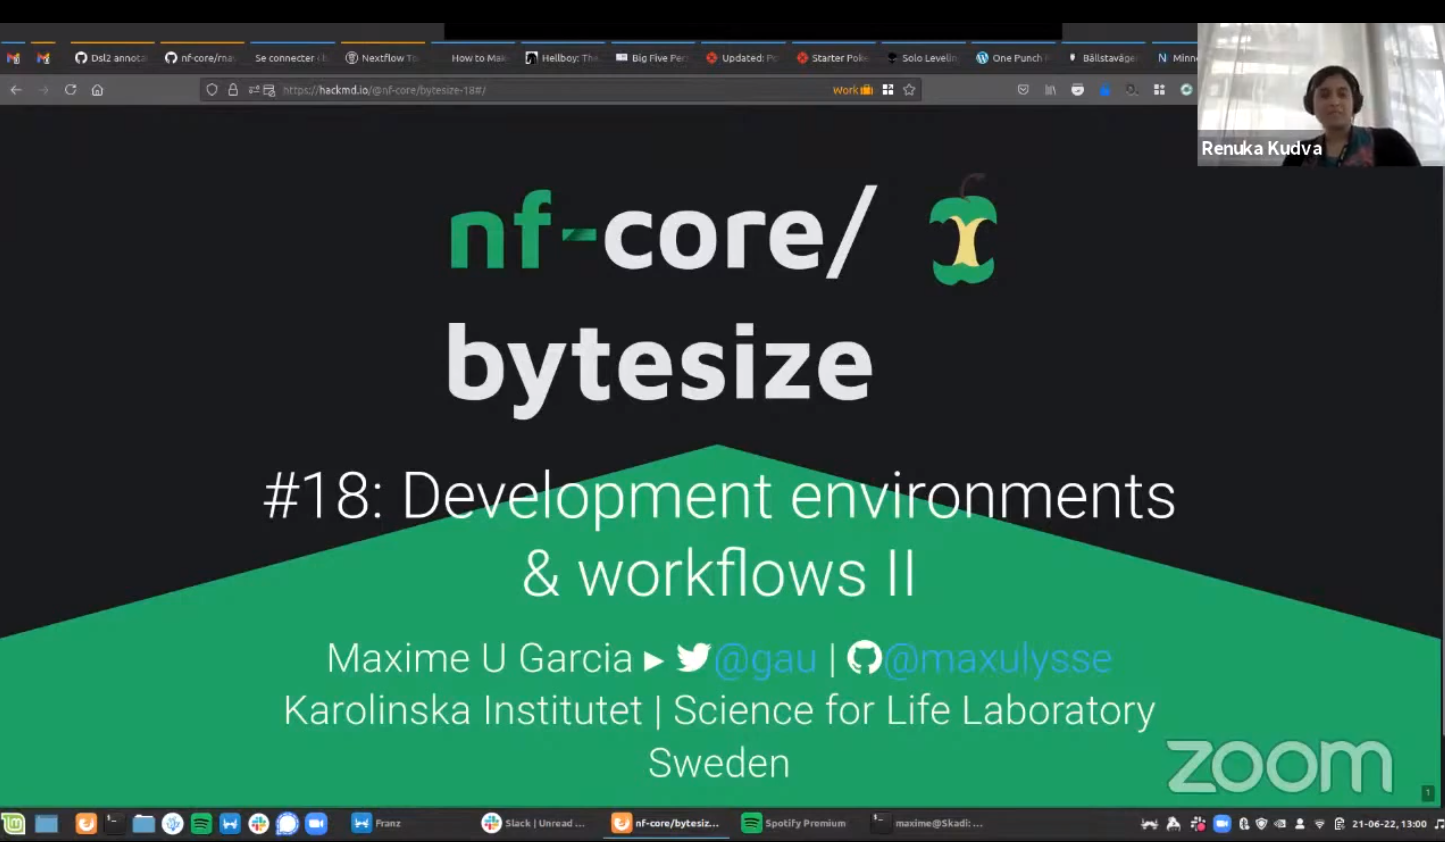 Dsl2 annota
nf-core/rna
Se connecter
Nextflow To
How to Mak
Hellboy: The
Big Five Per
Updated: Po
Starter Poke
Solo Levelin
One Punch
Bällstaväge
Minn
https://hackmd.io/@nf-core/bytesize-18#/
Work
Renuka Kudva
nf-core/
bytesize
#18: Development environments
& workflows II
Maxime U Garcia ▸ @gau | @maxulysse
Karolinska Institutet | Science for Life Laboratory
Sweden
zoom
1
Franz
Slack | Unread ...
nf-core/bytesiz...
Spotify Premium
maxime@Skadi: ...
21-06-22, 13:00